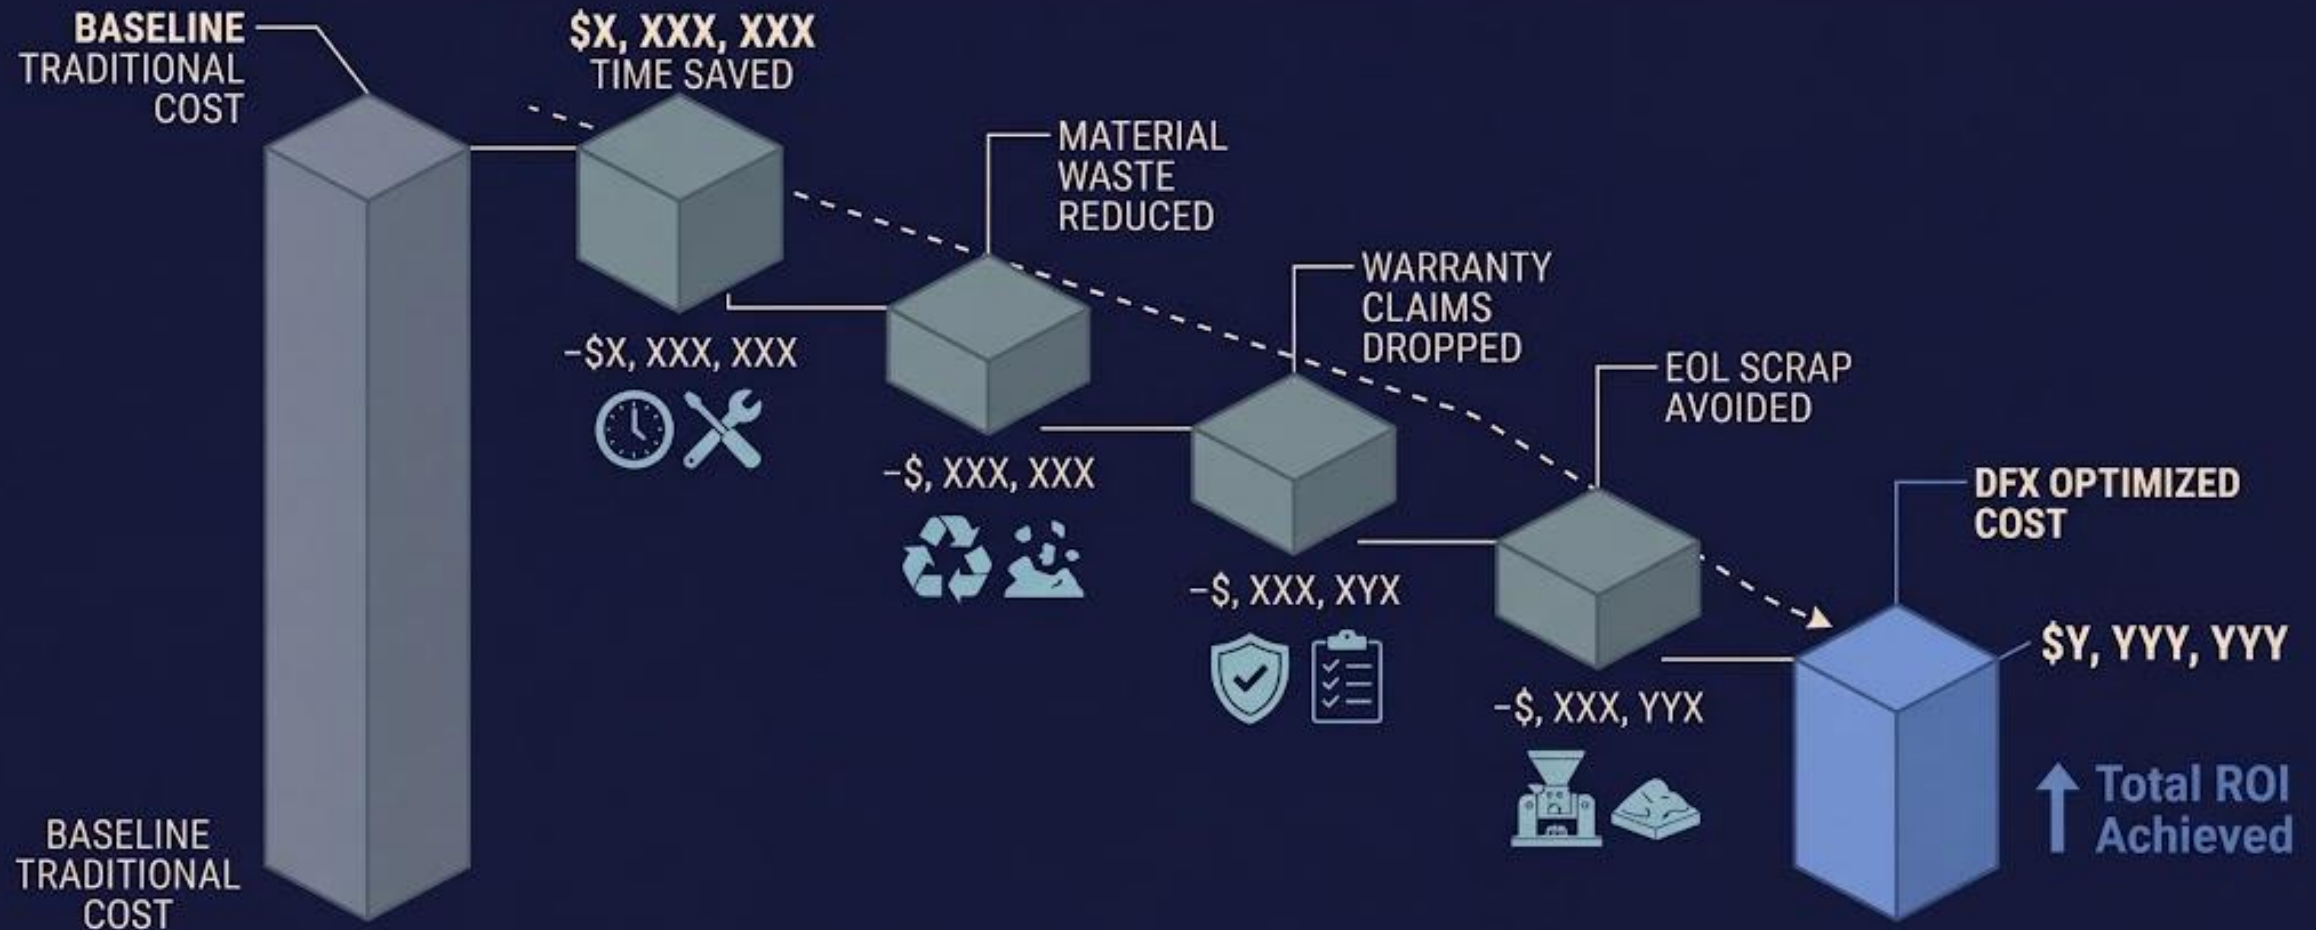 BASELINE
TRADITIONAL
COST
$X, XXX, XXX
TIME SAVED
–$X, XXX, XXX
MATERIAL
WASTE
REDUCED
–$, XXX, XXX
WARRANTY
CLAIMS
DROPPED
–$, XXX, XYX
EOL SCRAP
AVOIDED
–$, XXX, YYX
DFX OPTIMIZED
COST
$Y, YYY, YYY
Total ROI
Achieved
BASELINE
TRADITIONAL
COST